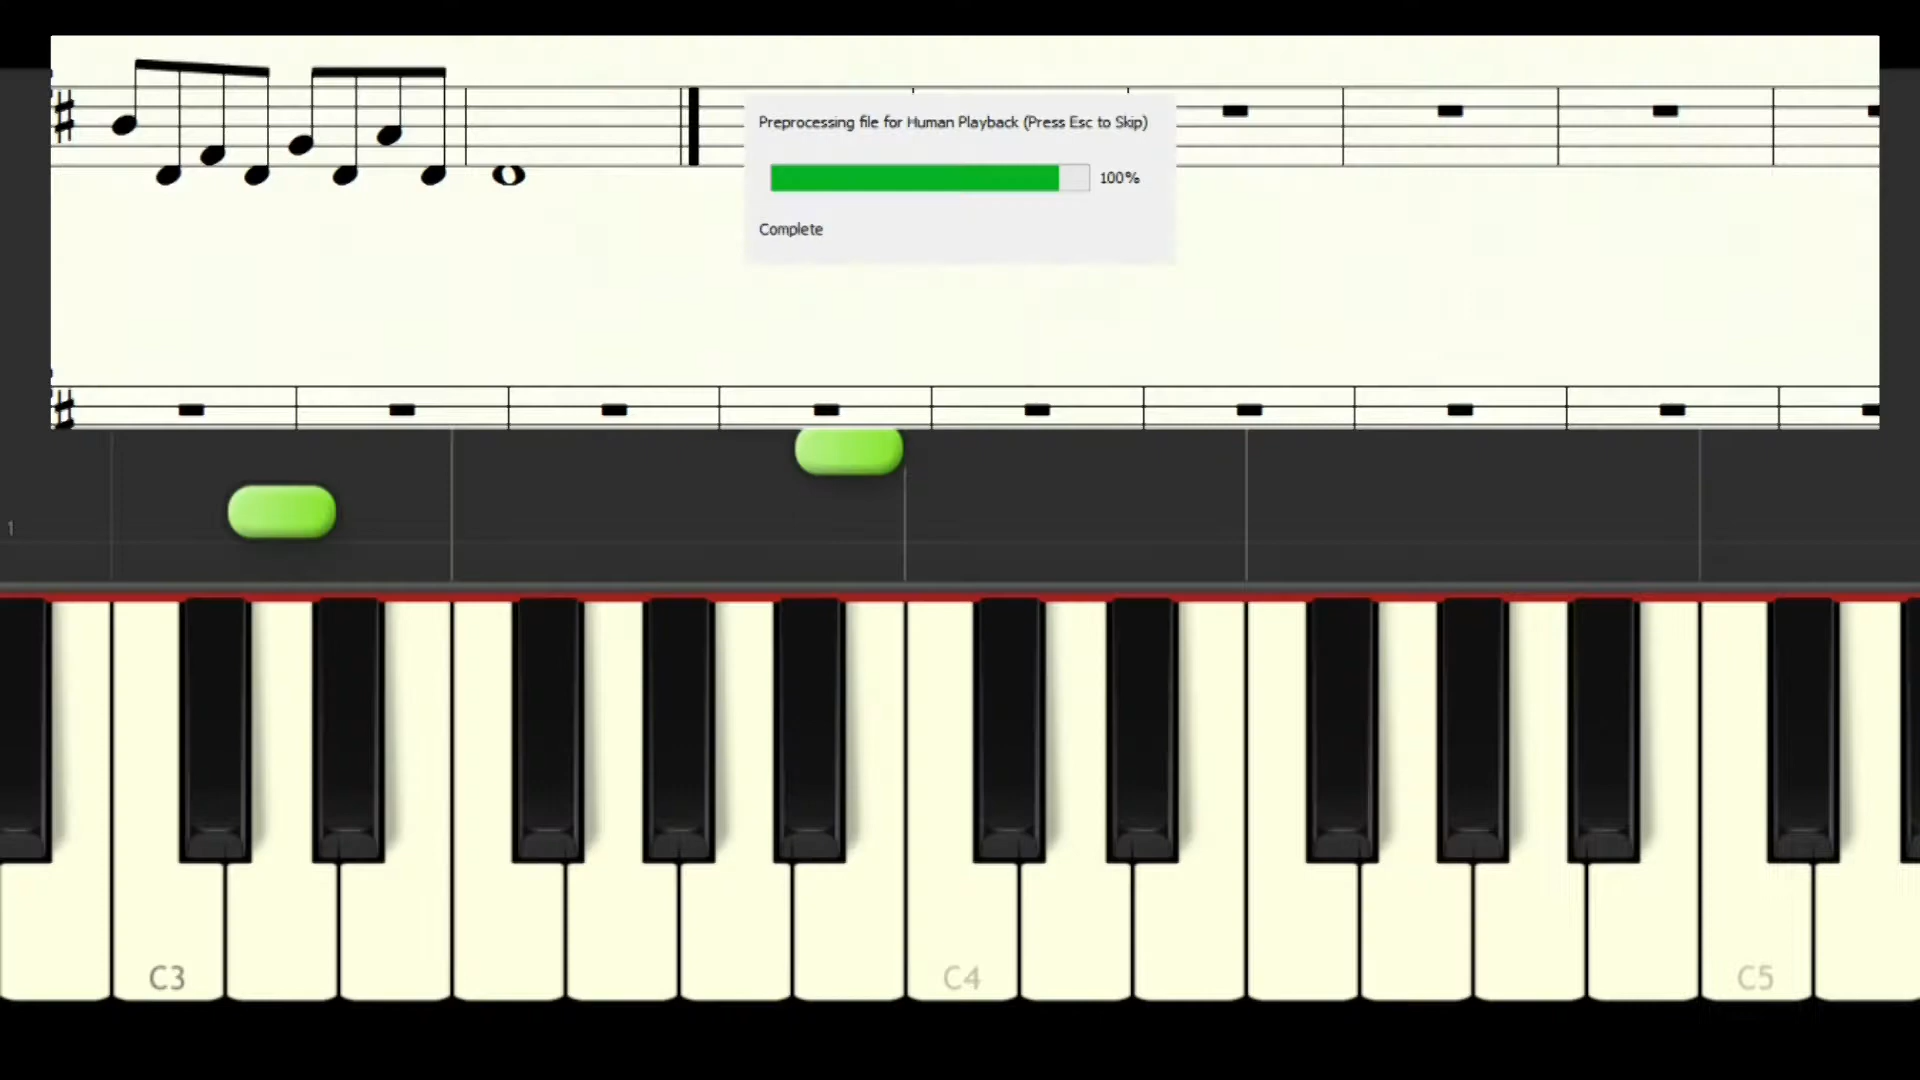 Preprocessing file for Human Playback (Press Esc to Skip)
100%
Complete
1
C3 C4 C5